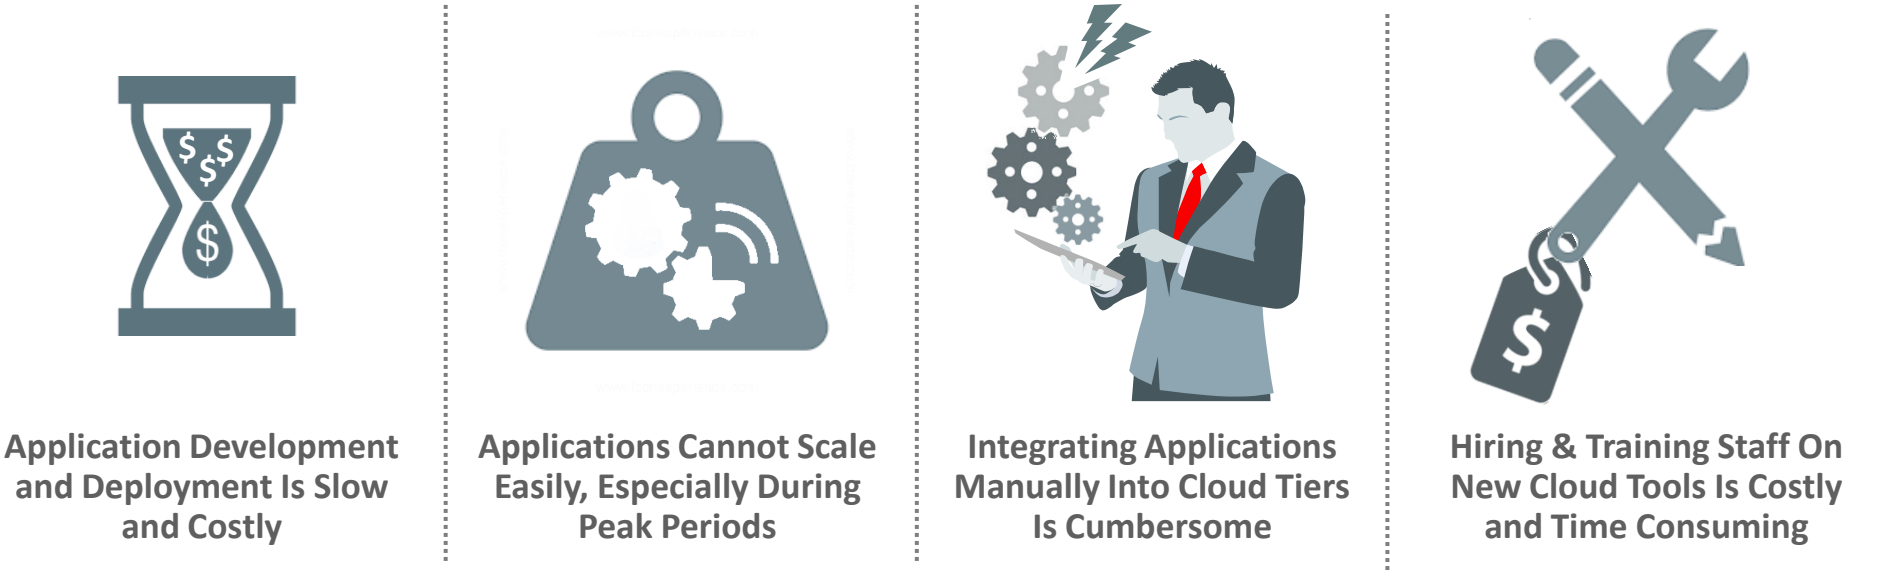 $ $
$
$
Application Development
and Deployment Is Slow
and Costly
Applications Cannot Scale
Easily, Especially During
Peak Periods
Integrating Applications
Manually Into Cloud Tiers
Is Cumbersome
$
Hiring & Training Staff On
New Cloud Tools Is Costly
and Time Consuming